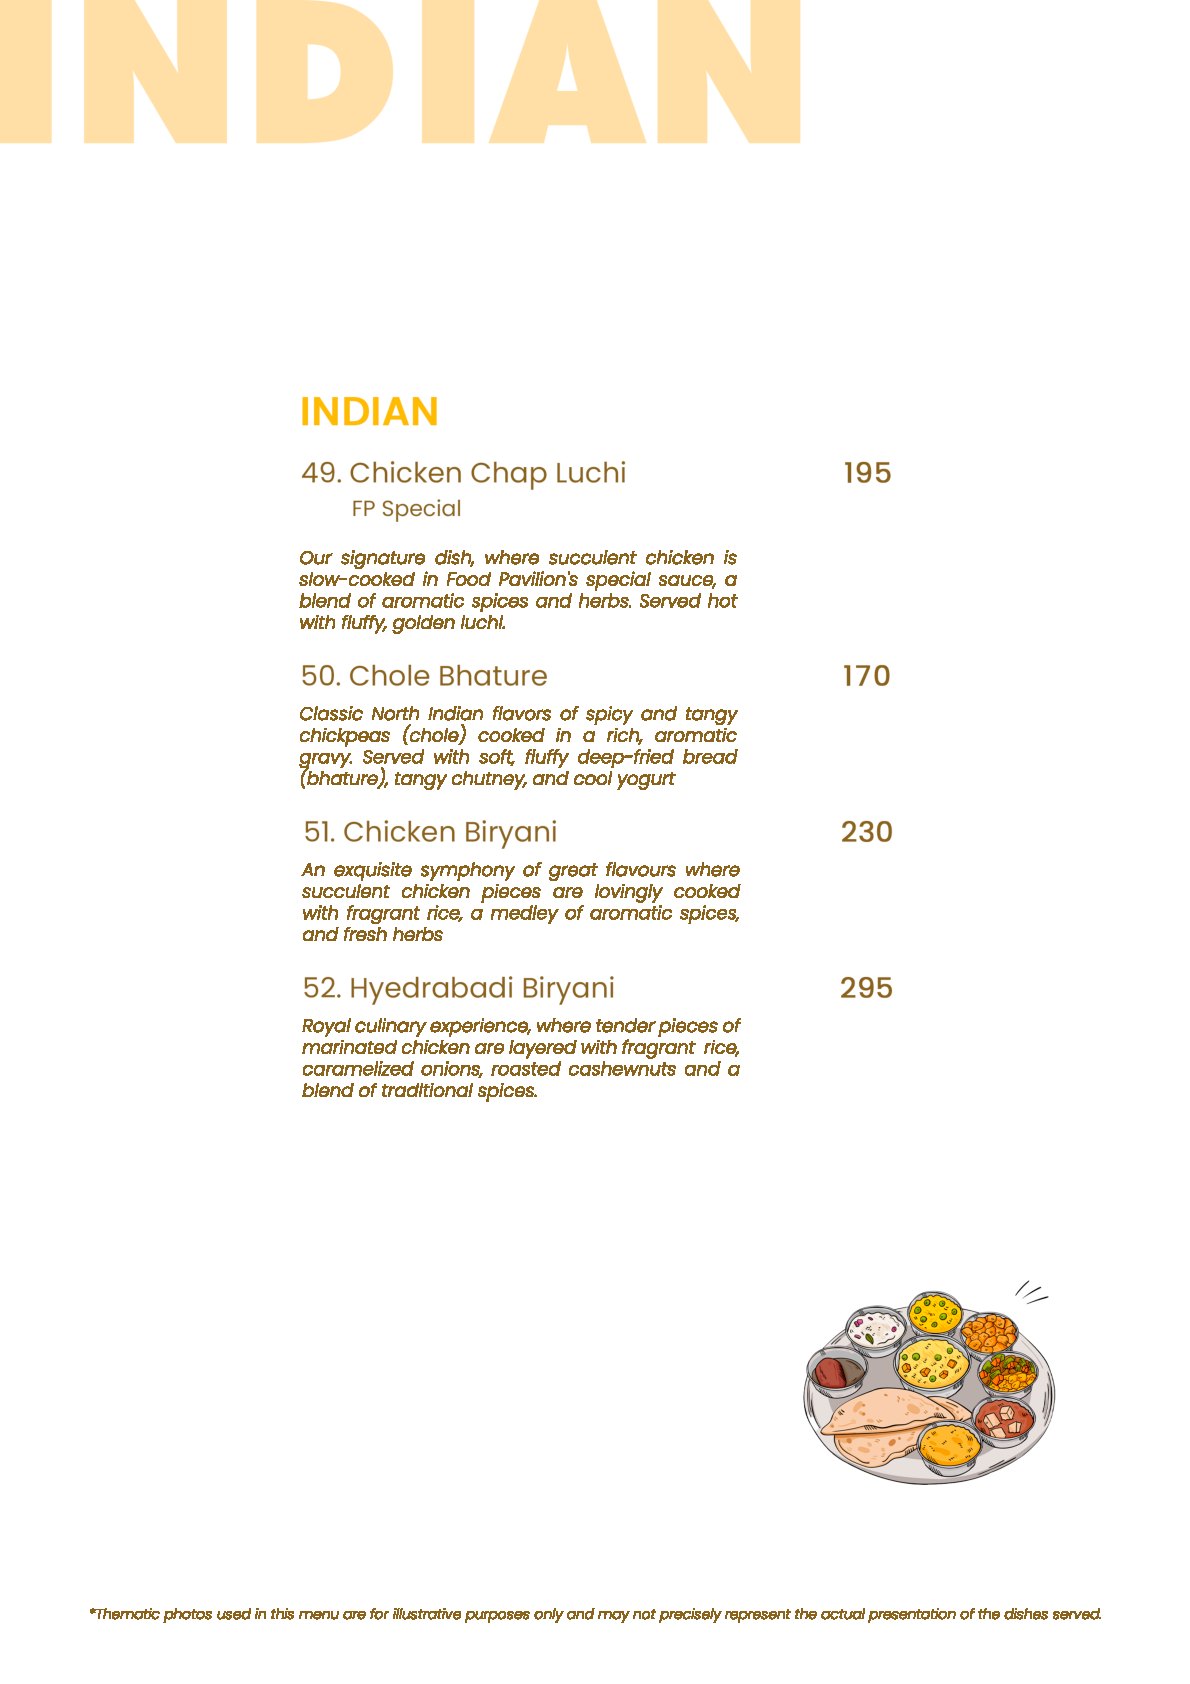 INDIAN
INDIAN
49. Chicken Chap Luchi 195
FP Special
Our signature dish, where succulent chicken is
slow-cooked in Food Pavilion's special sauce, a
blend of aromatic spices and herbs. Served hot
with fluffy, golden luchi.
50. Chole Bhature 170
Classic North Indian flavors of spicy and tangy
chickpeas (chole) cooked in a rich, aromatic
gravy. Served with soft, fluffy deep-fried bread
(bhature), tangy chutney, and cool yogurt
51. Chicken Biryani 230
An exquisite symphony of great flavours where
succulent chicken pieces are lovingly cooked
with fragrant rice, a medley of aromatic spices,
and fresh herbs
52. Hyedrabadi Biryani 295
Royal culinary experience, where tender pieces of
marinated chicken are layered with fragrant rice,
caramelized onions, roasted cashewnuts and a
blend of traditional spices.
*Thematic photos used in this menu are for illustrative purposes only and may not precisely represent the actual presentation of the dishes served.